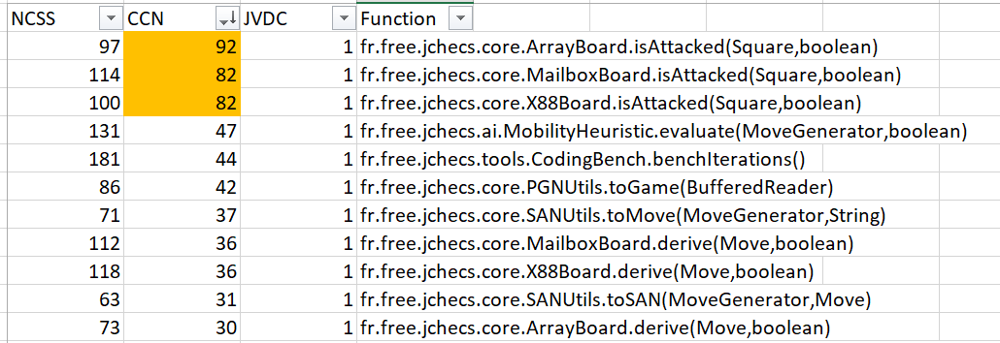 NCSS CCN JVDC Function
97 92 1 fr.free.jchecs.core.ArrayBoard.isAttacked(Square,boolean)
114 82 1 fr.free.jchecs.core.MailboxBoard.isAttacked(Square,boolean)
100 82 1 fr.free.jchecs.core.X88Board.isAttacked(Square,boolean)
131 47 1 fr.free.jchecs.ai.MobilityHeuristic.evaluate(MoveGenerator,boolean)
181 44 1 fr.free.jchecs.tools.CodingBench.benchIterations()
86 42 1 fr.free.jchecs.core.PGNUtils.toGame(BufferedReader)
71 37 1 fr.free.jchecs.core.SANUtils.toMove(MoveGenerator,String)
112 36 1 fr.free.jchecs.core.MailboxBoard.derive(Move,boolean)
118 36 1 fr.free.jchecs.core.X88Board.derive(Move,boolean)
63 31 1 fr.free.jchecs.core.SANUtils.toSAN(MoveGenerator,Move)
73 30 1 fr.free.jchecs.core.ArrayBoard.derive(Move,boolean)